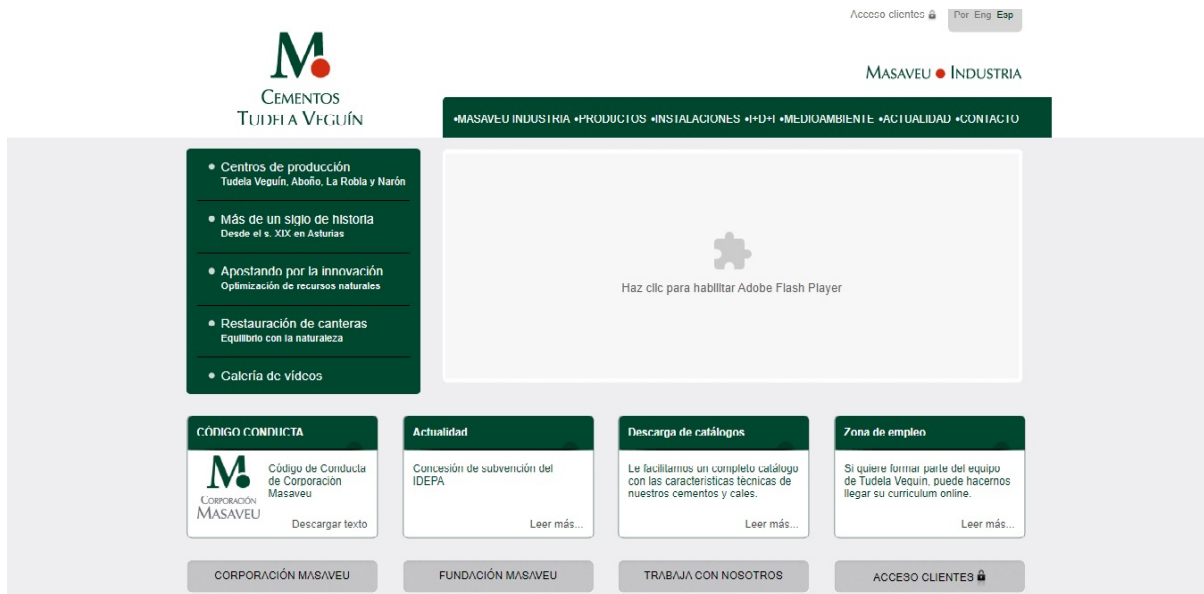 Acceso clientes
Por Eng Esp
M
CEMENTOS
TUDELA VEGUÍN
MASAVEU INDUSTRIA
•MASAVEU INDUSTRIA •PRODUCTOS •INSTALACIONES •I+D+I •MEDIOAMBIENTE •ACTUALIDAD •CONTACTO
Centros de producción
Tudela Veguín, Aboño, La Robla y Narón
Más de un siglo de historia
Desde el s. XIX en Asturias
Apostando por la innovación
Optimización de recursos naturales
Restauración de canteras
Equilibrio con la naturaleza
Galería de vídeos
Haz clic para habilitar Adobe Flash Player
CÓDIGO CONDUCTA
M
CORPORACIÓN
MASAVEU
Código de Conducta
de Corporación
Masaveu
Descargar texto
Actualidad
Concesión de subvención del
IDEPA
Leer más...
Descarga de catálogos
Le facilitamos un completo catálogo
con las características técnicas de
nuestros cementos y cales.
Leer más...
Zona de empleo
Si quiere formar parte del equipo
de Tudela Veguin, puede hacernos
llegar su curriculum online.
Leer más...
CORPORACIÓN MASAVEU
FUNDACIÓN MASAVEU
TRABAJA CON NOSOTROS
ACCESO CLIENTES